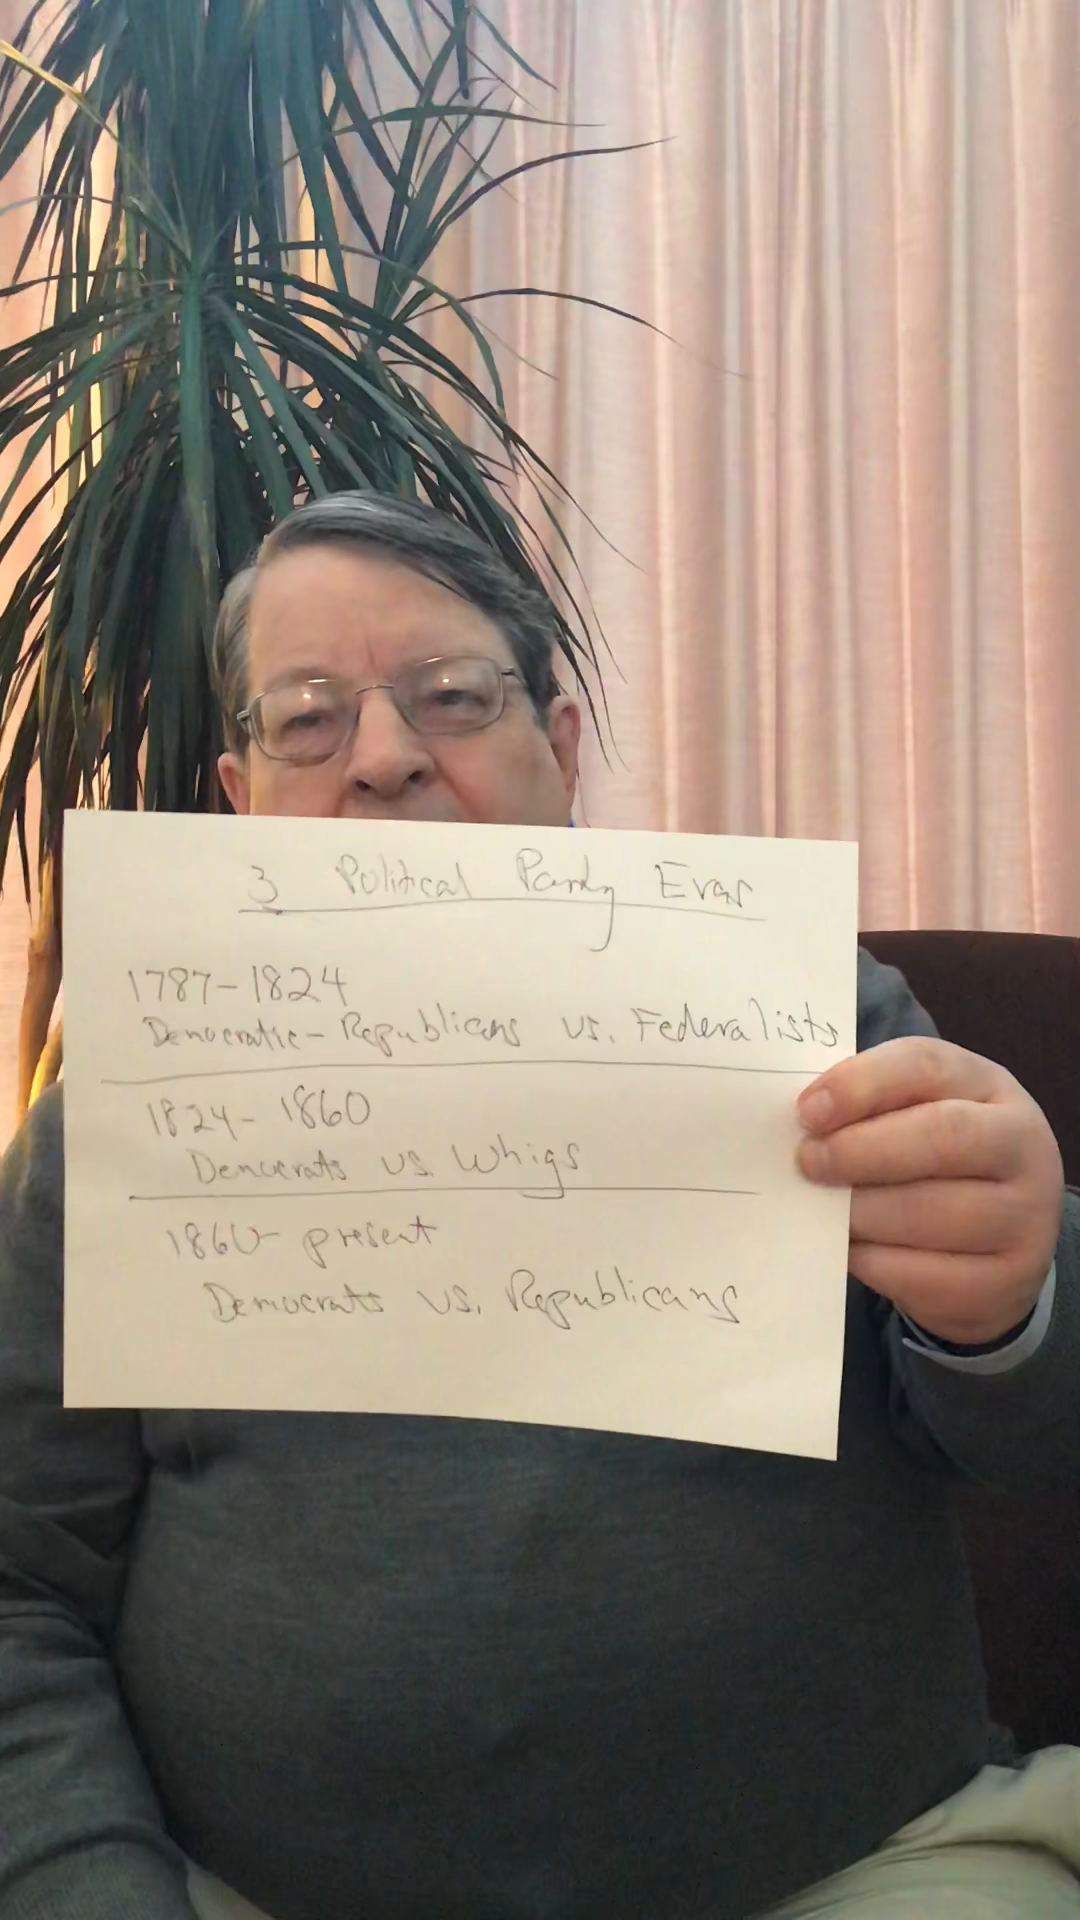 3 Political Party Eras
1787-1824
Democratic-Republicans vs. Federalists
1824-1860
Democrats vs. Whigs
1860- present
Democrats vs. Republicans